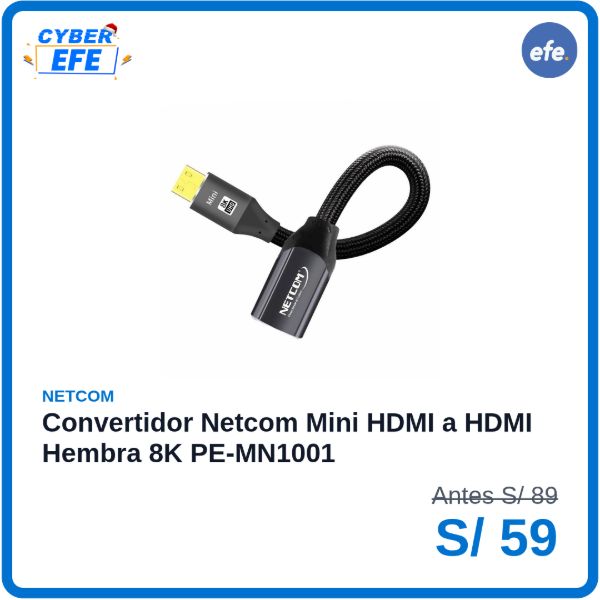 CYBER
EFE
efe.
Mini
8K
NETCOM
NETCOM
Convertidor Netcom Mini HDMI a HDMI
Hembra 8K PE-MN1001
Antes S/ 89
S/ 59